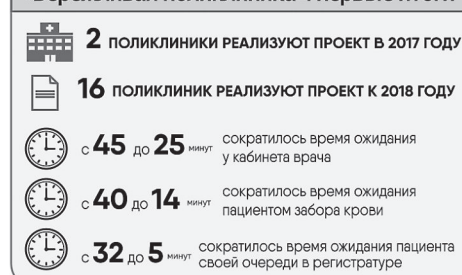 2 ПОЛИКЛИНИКИ РЕАЛИЗУЮТ ПРОЕКТ В 2017 ГОДУ
16 ПОЛИКЛИНИК РЕАЛИЗУЮТ ПРОЕКТ К 2018 ГОДУ
с 45 до 25 минут сократилось время ожидания
у кабинета врача
с 40 до 14 минут сократилось время ожидания
пациентом забора крови
с 32 до 5 минут сократилось время ожидания пациента
своей очереди в регистратуре